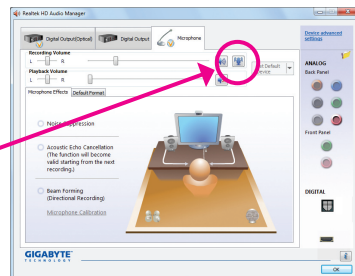 Realtek HD Audio Manager
Digital Output(Optical)
Digital Output
Microphone
Device advanced
settings
Recording Volume
L
R
Default
Device
Playback Volume
L
R
Microphone Effects
Default Format
Noise Suppression
Acoustic Echo Cancellation
(The function will become
valid starting from the next
recording.)
Beam Forming
(Directional Recording)
Microphone Calibration
ANALOG
Back Panel
Front Panel
DIGITAL
GIGABYTE
TECHNOLOGY
OK